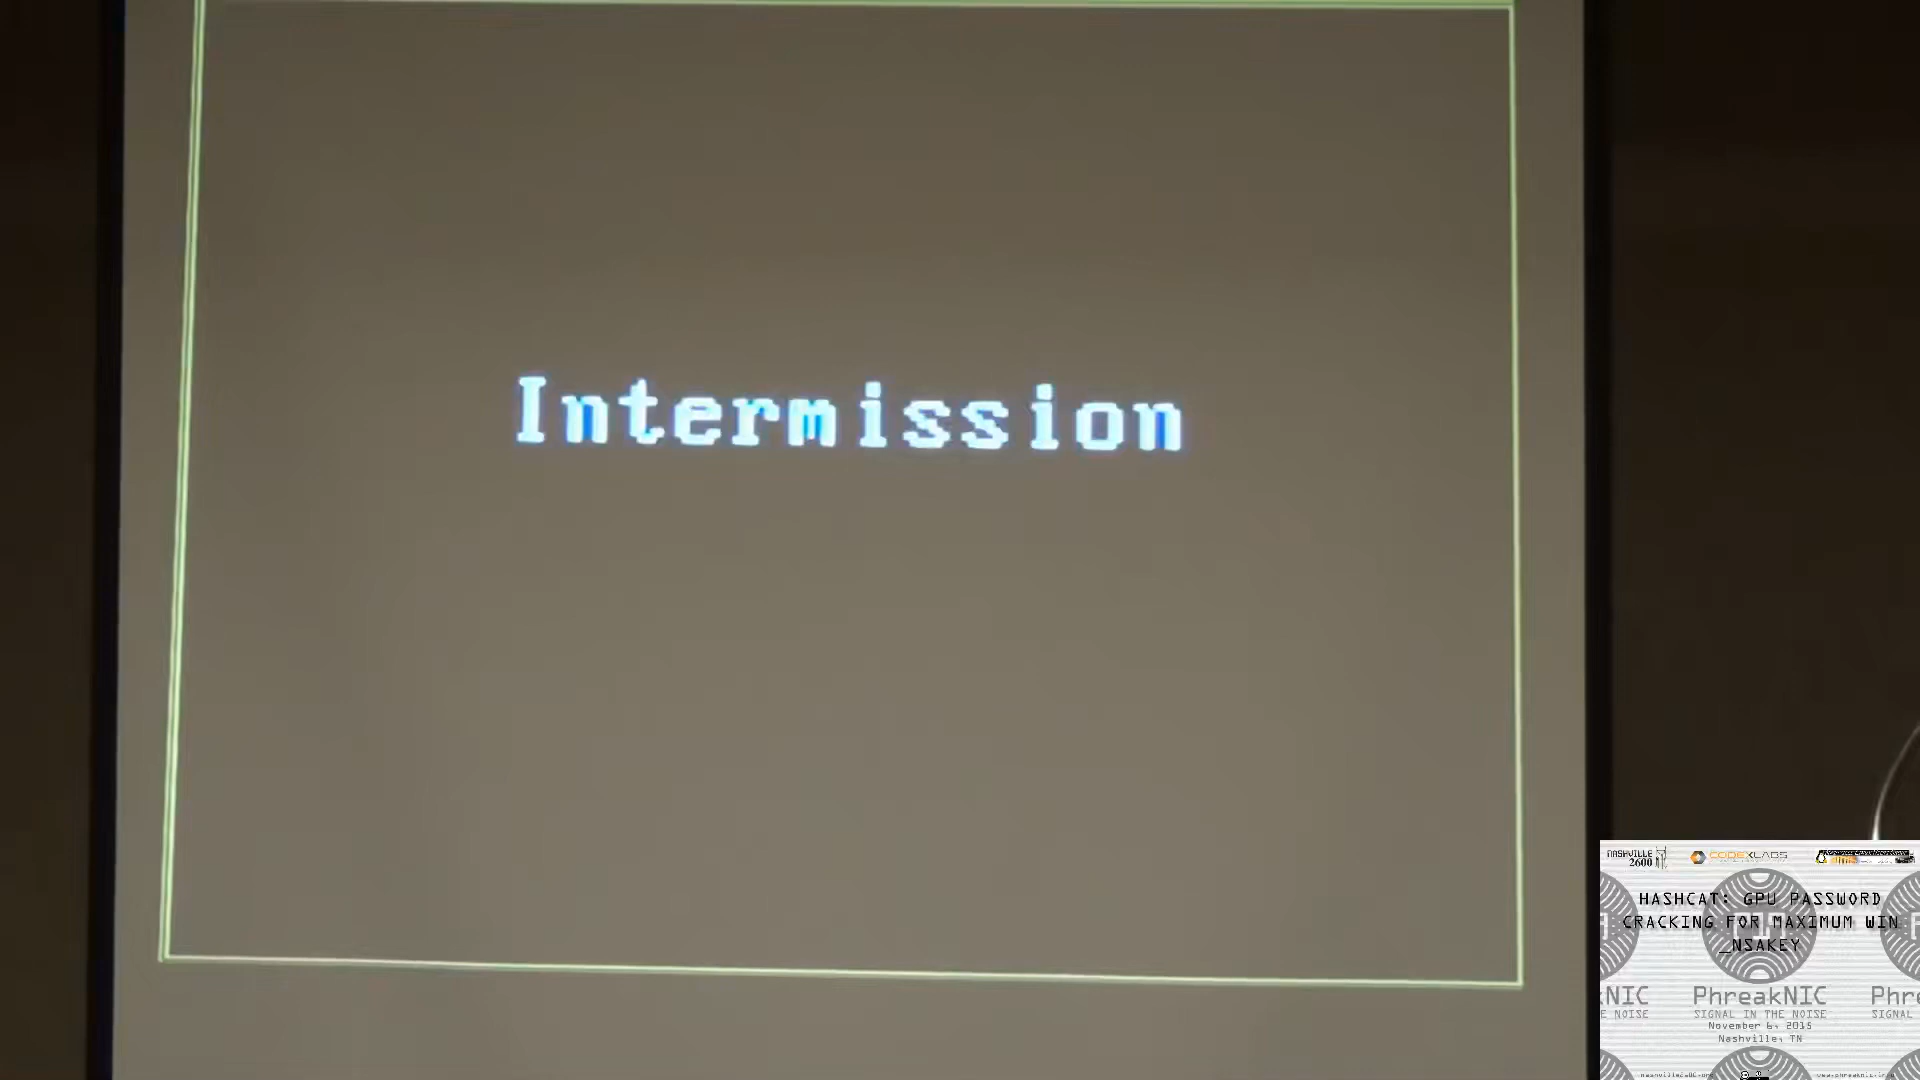 Intermission
NASHVILLE
2600
CODEXLABS
HASHCAT: GPU PASSWORD
CRACKING FOR MAXIMUM WIN
_NSAKEY
PhreakNIC
SIGNAL IN THE NOISE
November 6, 2015
Nashville, TN